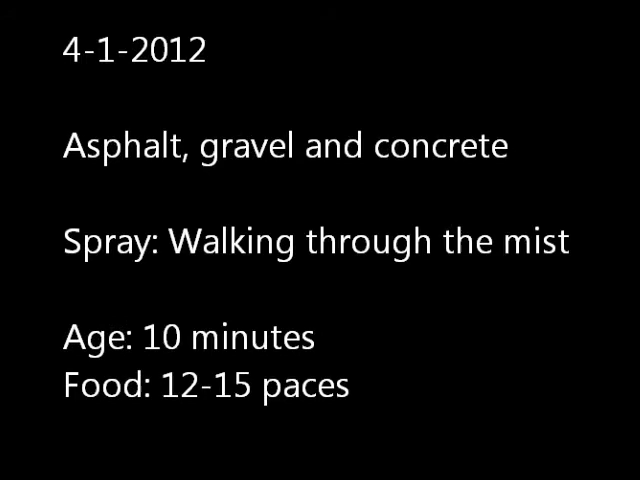 4-1-2012
Asphalt, gravel and concrete
Spray: Walking through the mist
Age: 10 minutes
Food: 12-15 paces